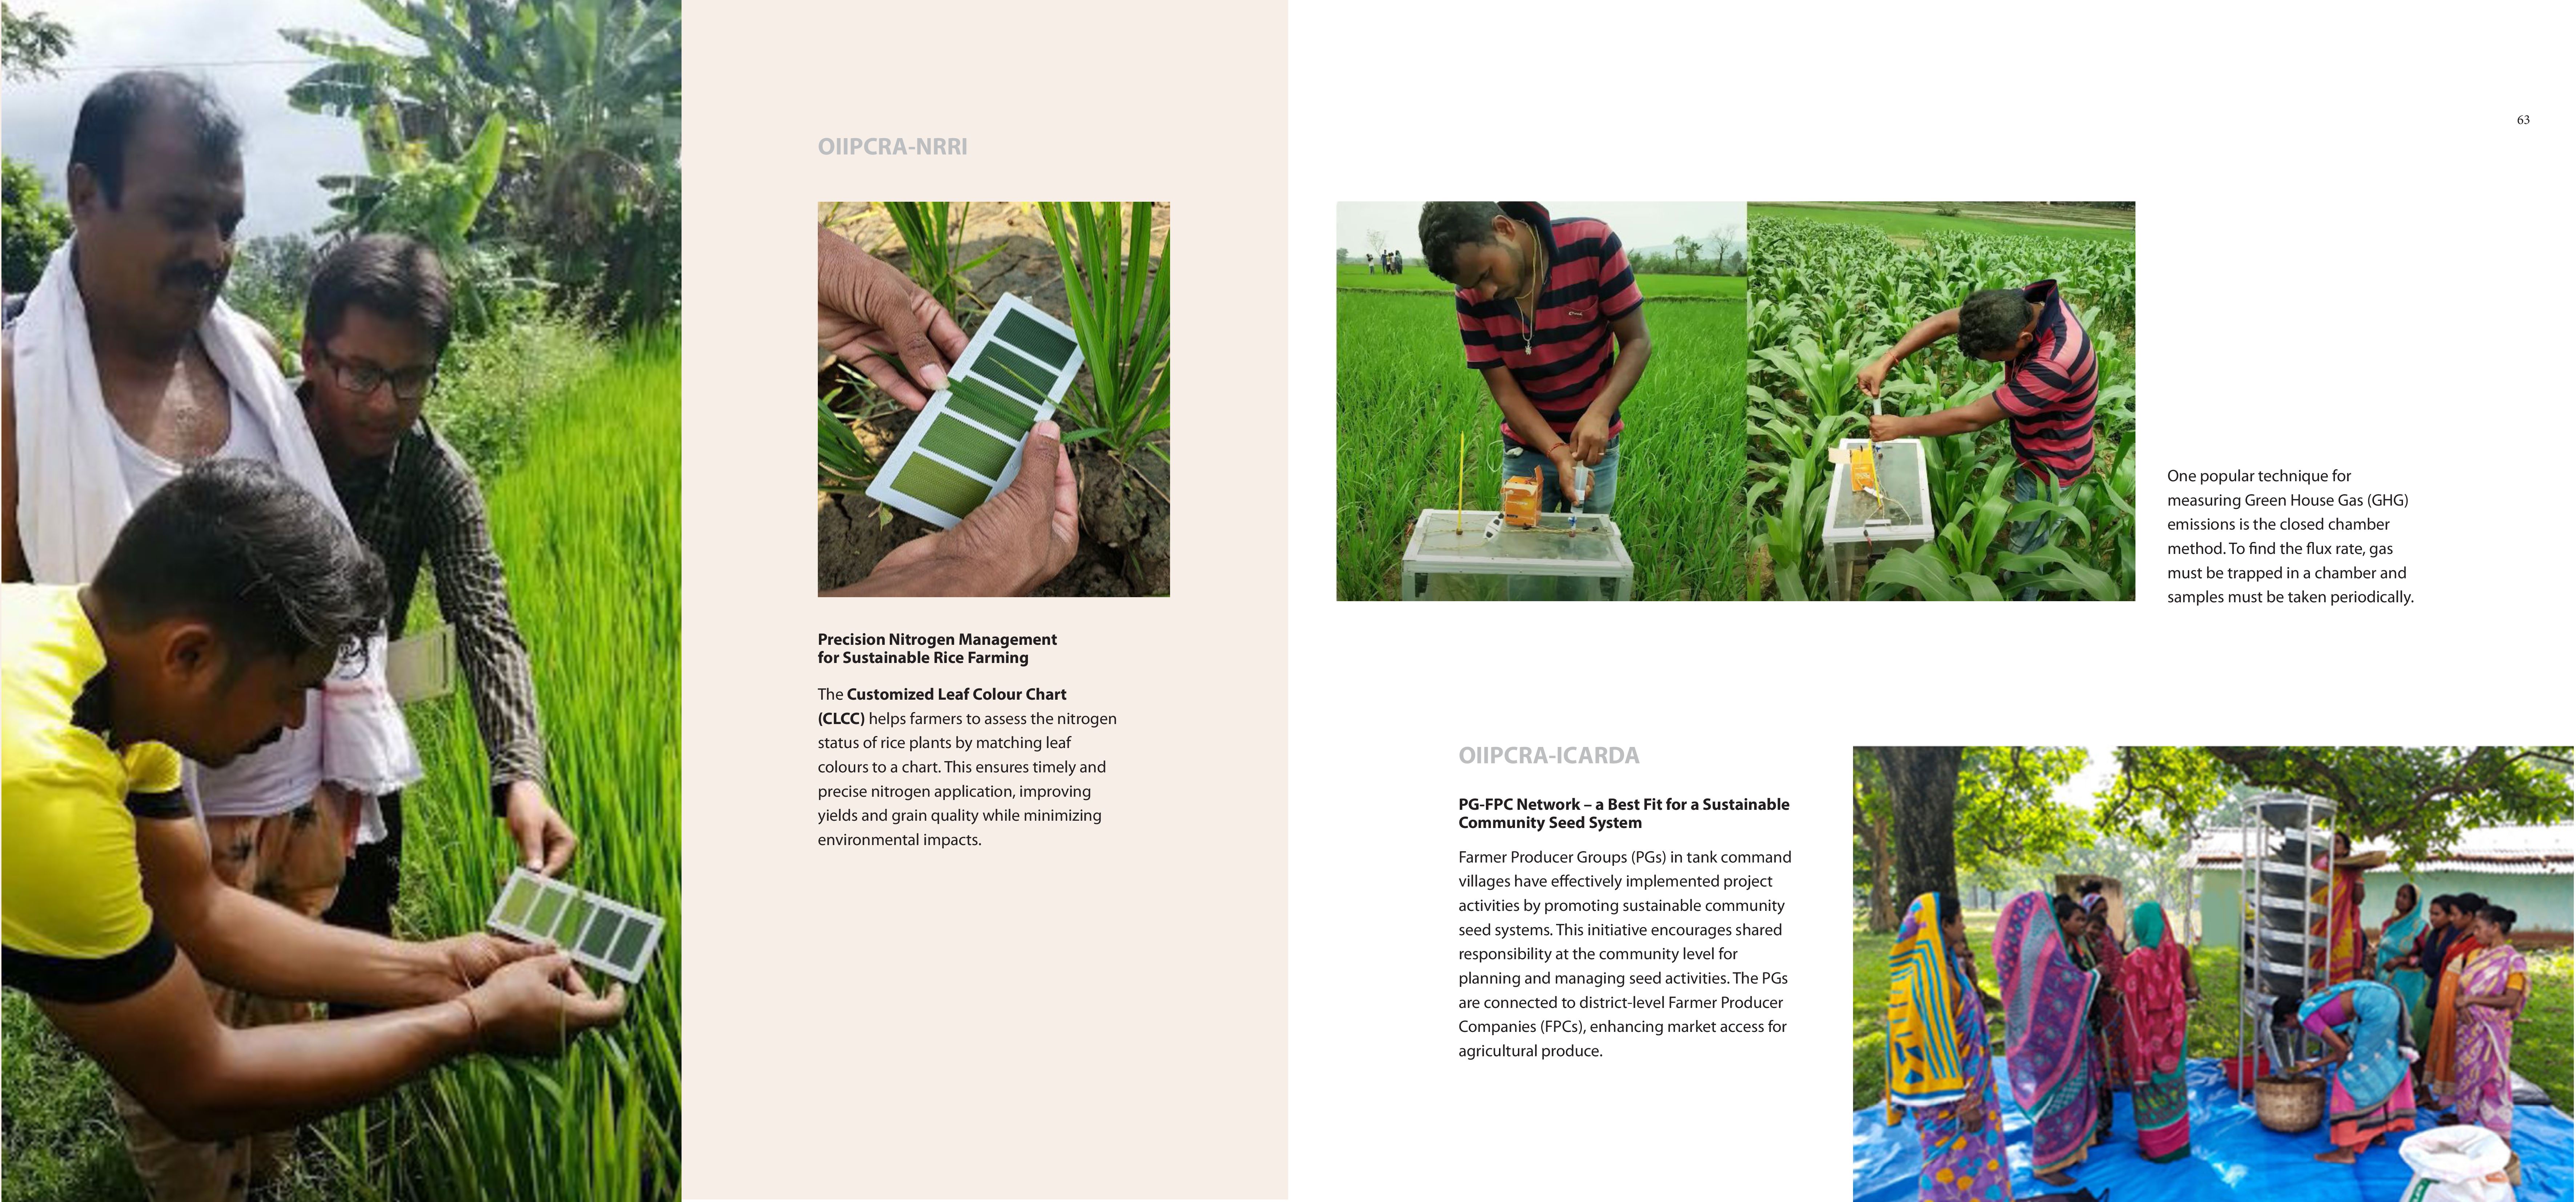 OIIPCRA-NRRI
Precision Nitrogen Management
for Sustainable Rice Farming
The Customized Leaf Colour Chart
(CLCC) helps farmers to assess the nitrogen
status of rice plants by matching leaf
colours to a chart. This ensures timely and
precise nitrogen application, improving
yields and grain quality while minimizing
environmental impacts.
63
One popular technique for
measuring Green House Gas (GHG)
emissions is the closed chamber
method. To find the flux rate, gas
must be trapped in a chamber and
samples must be taken periodically.
OIIPCRA-ICARDA
PG-FPC Network – a Best Fit for a Sustainable
Community Seed System
Farmer Producer Groups (PGs) in tank command
villages have effectively implemented project
activities by promoting sustainable community
seed systems. This initiative encourages shared
responsibility at the community level for
planning and managing seed activities. The PGs
are connected to district-level Farmer Producer
Companies (FPCs), enhancing market access for
agricultural produce.